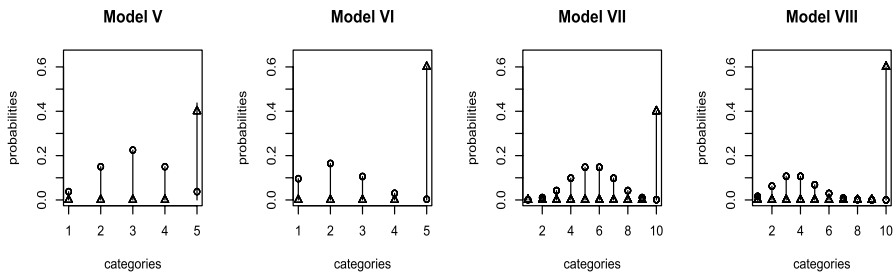 Model V
Model VI
Model VII
Model VIII
probabilities
0.0 0.2 0.4 0.6
1 2 3 4 5
categories
probabilities
0.0 0.2 0.4 0.6
1 2 3 4 5
categories
probabilities
0.0 0.2 0.4 0.6
2 4 6 8 10
categories
probabilities
0.0 0.2 0.4 0.6
2 4 6 8 10
categories